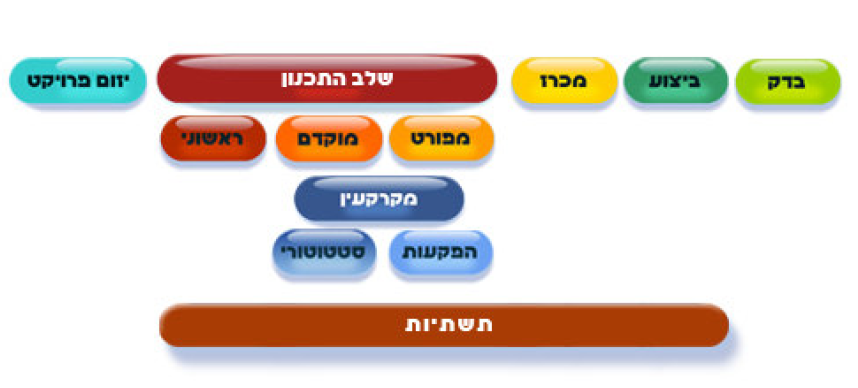 יזום פרויקט
שלב התכנון
מכרז
ביצוע
בדק
ראשוני
מוקדם
מפורט
מקרקעין
סטטוטורי
הפקעות
תשתיות